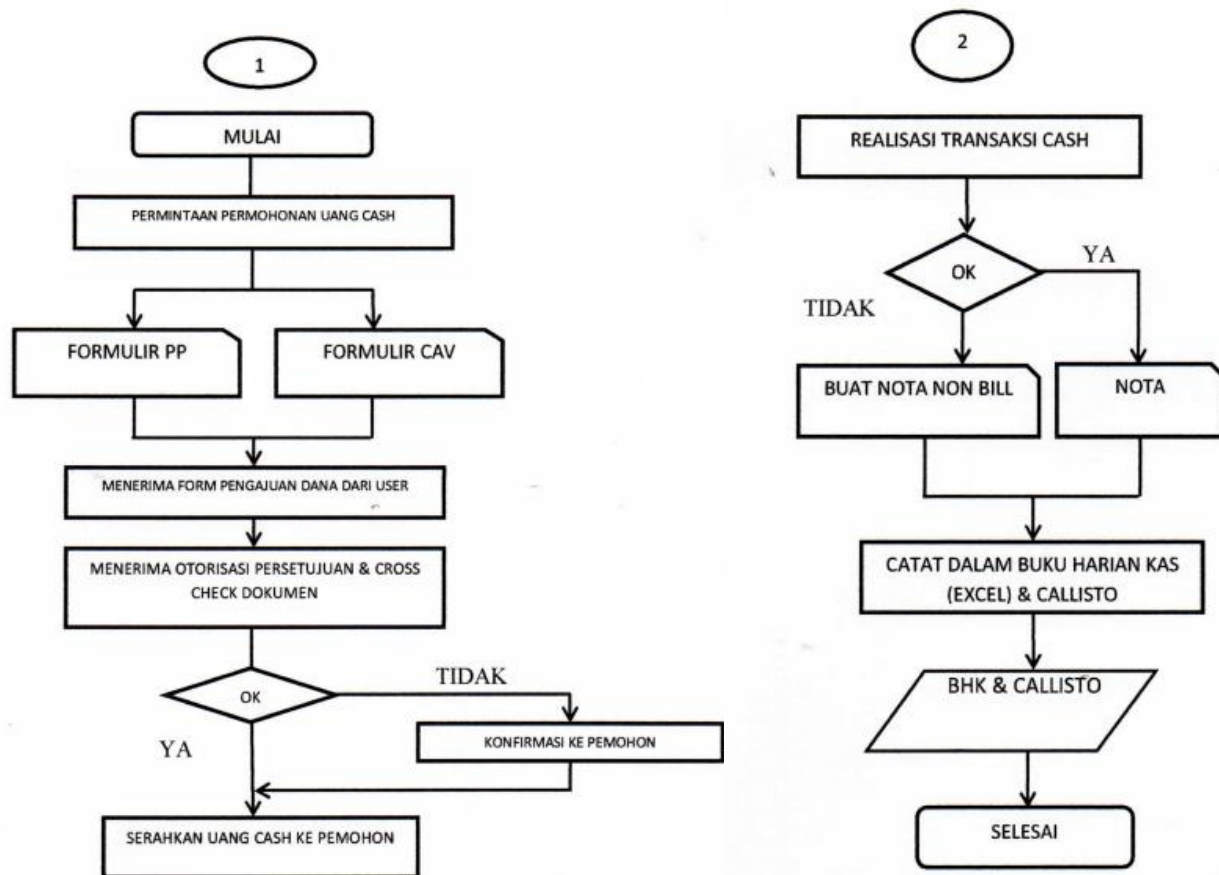 1
MULAI
PERMINTAAN PERMOHONAN UANG CASH
FORMULIR PP
FORMULIR CAV
MENERIMA FORM PENGAJUAN DANA DARI USER
MENERIMA OTORISASI PERSETUJUAN & CROSS
CHECK DOKUMEN
OK
TIDAK
YA
KONFIRMASI KE PEMOHON
SERAHKAN UANG CASH KE PEMOHON
2
REALISASI TRANSAKSI CASH
OK
YA
TIDAK
BUAT NOTA NON BILL
NOTA
CATAT DALAM BUKU HARIAN KAS
(EXCEL) & CALLISTO
BHK & CALLISTO
SELESAI